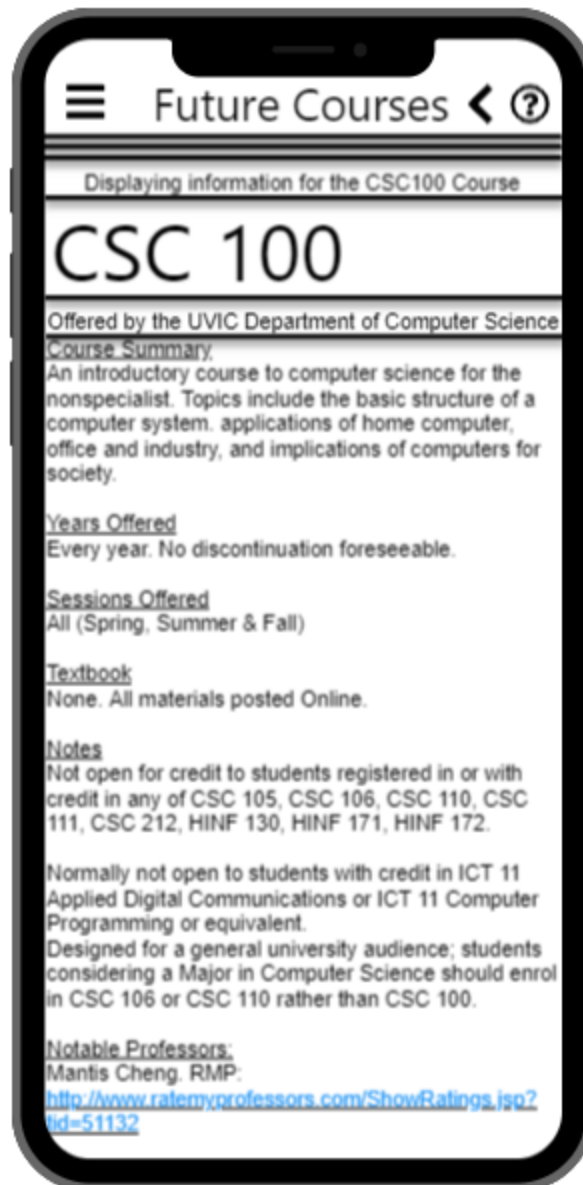 Future Courses
Displaying information for the CSC100 Course
CSC 100
Offered by the UVIC Department of Computer Science
Course Summary
An introductory course to computer science for the
nonspecialist. Topics include the basic structure of a
computer system. applications of home computer,
office and industry, and implications of computers for
society.
Years Offered
Every year. No discontinuation foreseeable.
Sessions Offered
All (Spring, Summer & Fall)
Textbook
None. All materials posted Online.
Notes
Not open for credit to students registered in or with
credit in any of CSC 105, CSC 106, CSC 110, CSC
111, CSC 212, HINF 130, HINF 171, HINF 172.
Normally not open to students with credit in ICT 11
Applied Digital Communications or ICT 11 Computer
Programming or equivalent.
Designed for a general university audience; students
considering a Major in Computer Science should enrol
in CSC 106 or CSC 110 rather than CSC 100.
Notable Professors:
Mantis Cheng. RMP:
http://www.ratemyprofessors.com/ShowRatings.jsp?
tid=51132